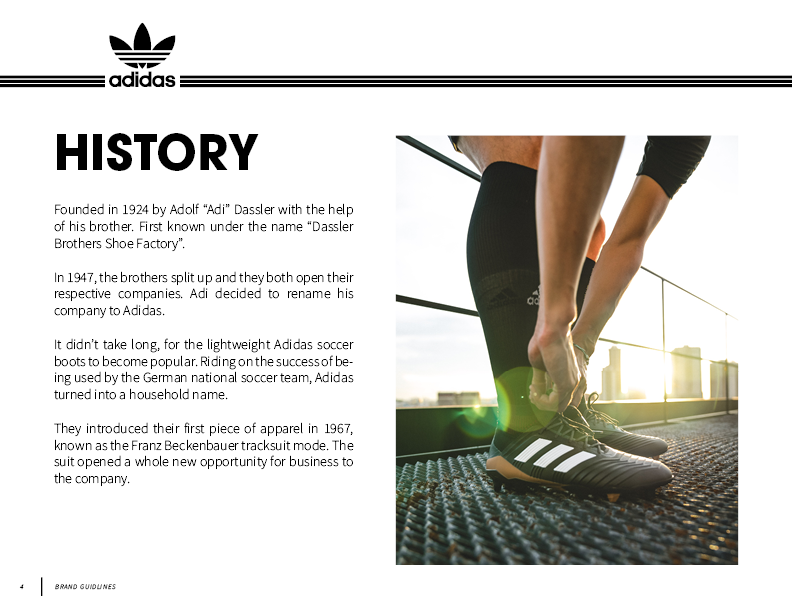 adidas
HISTORY
Founded in 1924 by Adolf “Adi” Dassler with the help
of his brother. First known under the name “Dassler
Brothers Shoe Factory”.
In 1947, the brothers split up and they both open their
respective companies. Adi decided to rename his
company to Adidas.
It didn’t take long, for the lightweight Adidas soccer
boots to become popular. Riding on the success of be-
ing used by the German national soccer team, Adidas
turned into a household name.
They introduced their first piece of apparel in 1967,
known as the Franz Beckenbauer tracksuit mode. The
suit opened a whole new opportunity for business to
the company.
4
BRAND GUIDLINES